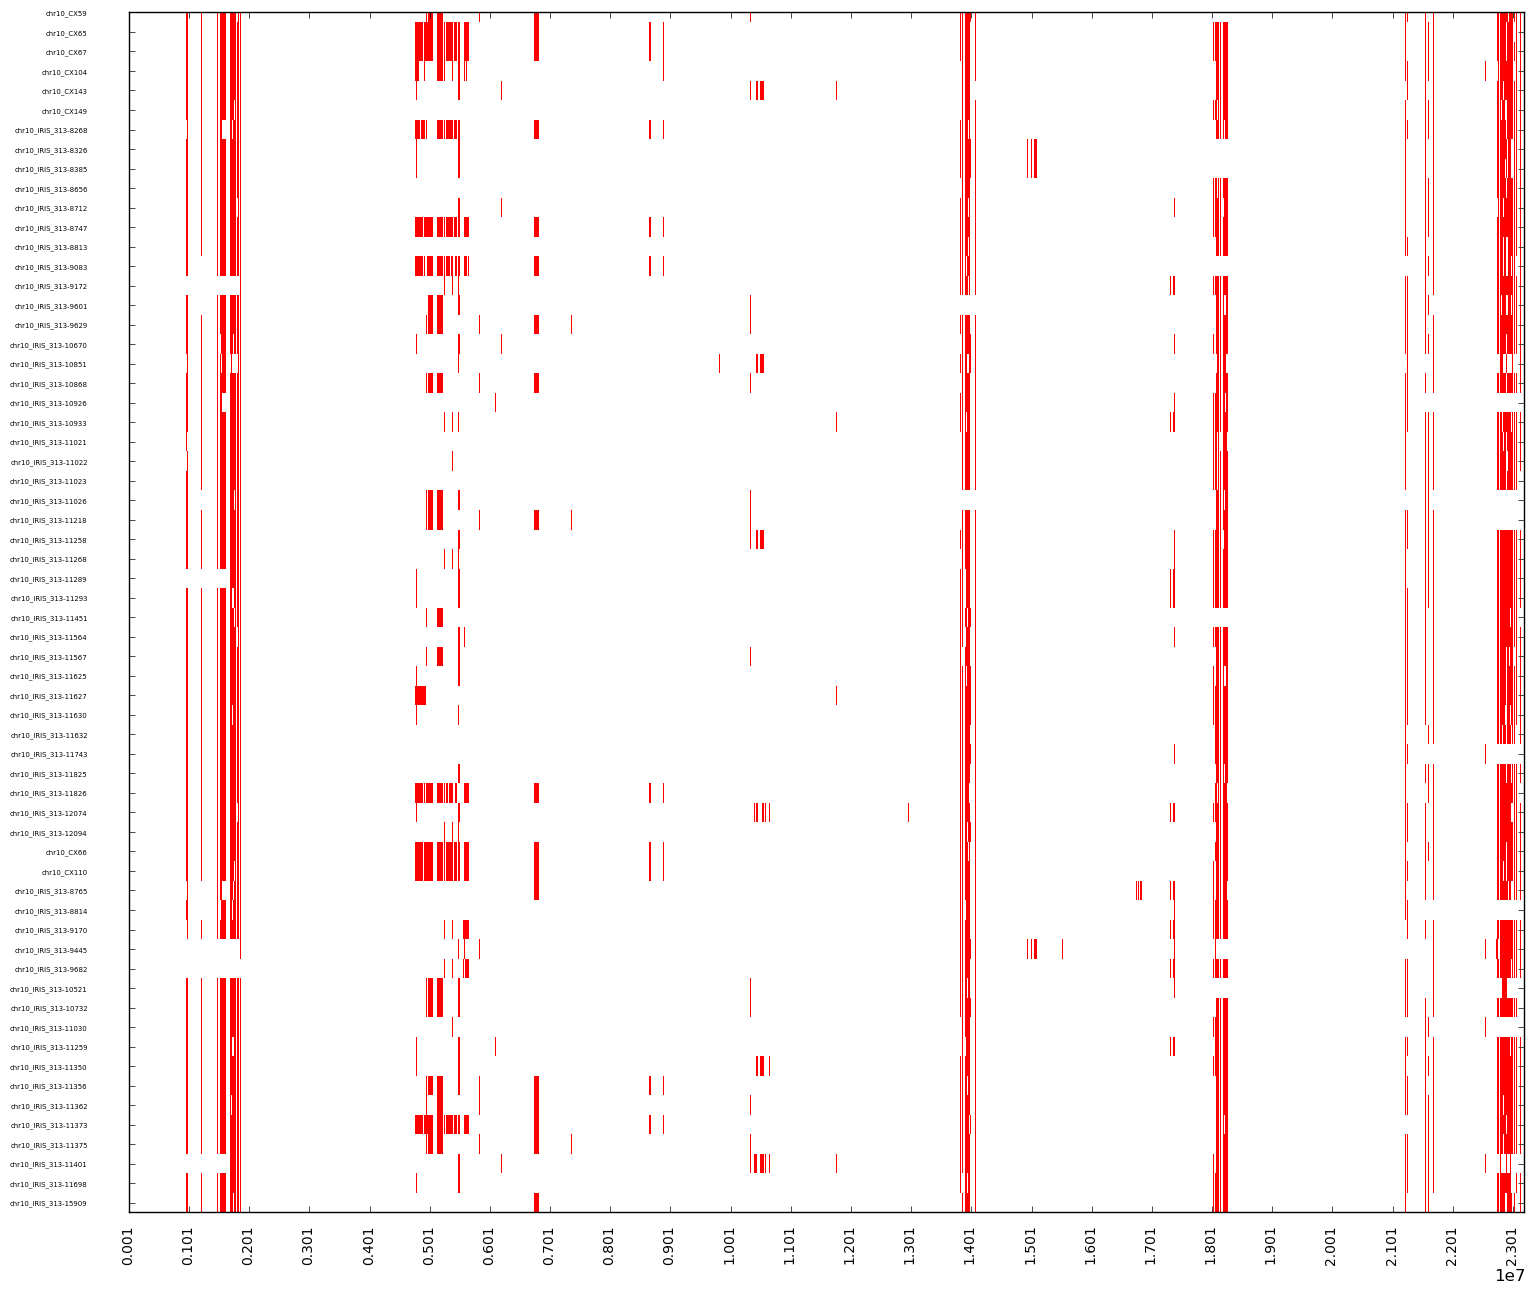 chr10_CX59
chr10_CX65
chr10_CX67
chr10_CX104
chr10_CX143
chr10_CX149
chr10_IRIS_313-8268
chr10_IRIS_313-8326
chr10_IRIS_313-8385
chr10_IRIS_313-8656
chr10_IRIS_313-8712
chr10_IRIS_313-8747
chr10_IRIS_313-8813
chr10_IRIS_313-9083
chr10_IRIS_313-9172
chr10_IRIS_313-9601
chr10_IRIS_313-9629
chr10_IRIS_313-10670
chr10_IRIS_313-10851
chr10_IRIS_313-10868
chr10_IRIS_313-10926
chr10_IRIS_313-10933
chr10_IRIS_313-11021
chr10_IRIS_313-11022
chr10_IRIS_313-11023
chr10_IRIS_313-11026
chr10_IRIS_313-11218
chr10_IRIS_313-11258
chr10_IRIS_313-11268
chr10_IRIS_313-11289
chr10_IRIS_313-11293
chr10_IRIS_313-11451
chr10_IRIS_313-11564
chr10_IRIS_313-11567
chr10_IRIS_313-11625
chr10_IRIS_313-11627
chr10_IRIS_313-11630
chr10_IRIS_313-11632
chr10_IRIS_313-11743
chr10_IRIS_313-11825
chr10_IRIS_313-11826
chr10_IRIS_313-12074
chr10_IRIS_313-12094
chr10_CX66
chr10_CX110
chr10_IRIS_313-8765
chr10_IRIS_313-8814
chr10_IRIS_313-9170
chr10_IRIS_313-9445
chr10_IRIS_313-9682
chr10_IRIS_313-10521
chr10_IRIS_313-10732
chr10_IRIS_313-11030
chr10_IRIS_313-11259
chr10_IRIS_313-11350
chr10_IRIS_313-11356
chr10_IRIS_313-11362
chr10_IRIS_313-11373
chr10_IRIS_313-11375
chr10_IRIS_313-11401
chr10_IRIS_313-11698
chr10_IRIS_313-15909
0.001
0.101
0.201
0.301
0.401
0.501
0.601
0.701
0.801
0.901
1.001
1.101
1.201
1.301
1.401
1.501
1.601
1.701
1.801
1.901
2.001
2.101
2.201
2.301
1e7